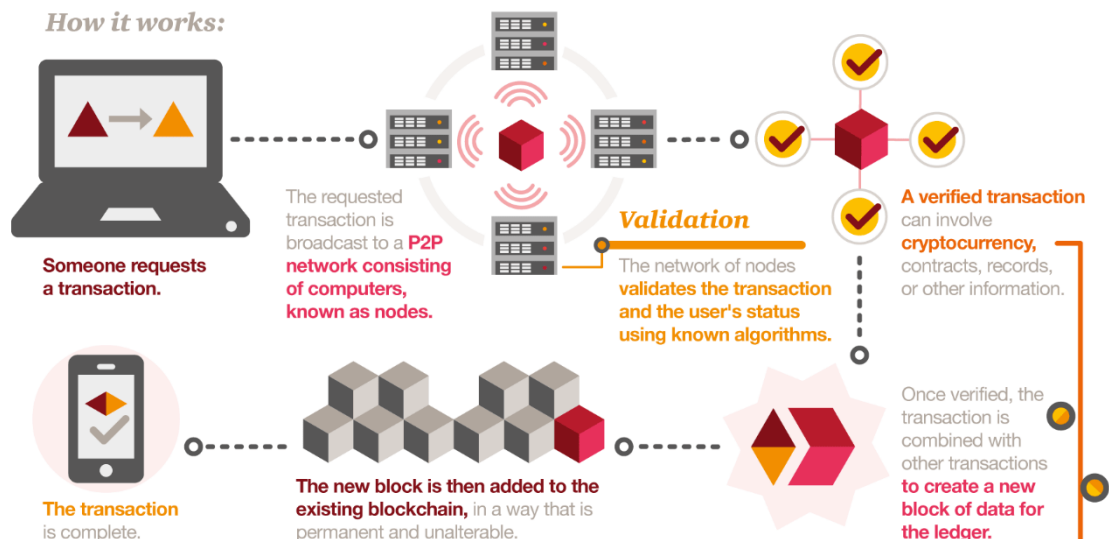 How it works:
Someone requests
a transaction.
The requested
transaction is
broadcast to a P2P
network consisting
of computers,
known as nodes.
Validation
The network of nodes
validates the transaction
and the user's status
using known algorithms.
A verified transaction
can involve
cryptocurrency,
contracts, records,
or other information.
Once verified, the
transaction is
combined with
other transactions
to create a new
block of data for
the ledger.
The new block is then added to the
existing blockchain, in a way that is
permanent and unalterable.
The transaction
is complete.